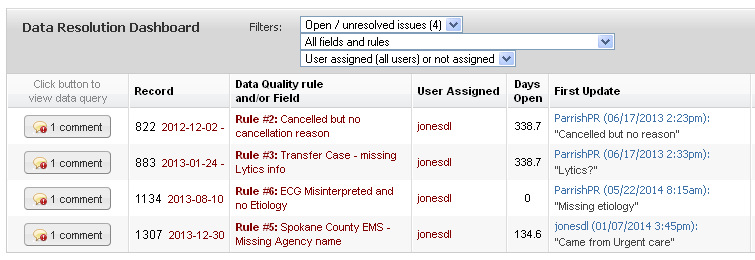 Data Resolution Dashboard
Filters:
Open / unresolved issues (4)
All fields and rules
User assigned (all users) or not assigned
Click button to
view data query
Record
Data Quality rule
and/or Field
User Assigned
Days
Open
First Update
1 comment
822 2012-12-02 -
Rule #2: Cancelled but no
cancellation reason
jonesdl
338.7
ParrishPR (06/17/2013 2:23pm):
"Cancelled but no reason"
1 comment
883 2013-01-24 -
Rule #3: Transfer Case - missing
Lytics info
jonesdl
338.7
ParrishPR (06/17/2013 2:33pm):
"Lytics?"
1 comment
1134 2013-08-10
Rule #6: ECG Misinterpreted and
no Etiology
jonesdl
0
ParrishPR (05/22/2014 8:15am):
"Missing etiology"
1 comment
1307 2013-12-30
Rule #5: Spokane County EMS -
Missing Agency name
jonesdl
134.6
jonesdl (01/07/2014 3:45pm):
"Came from Urgent care"